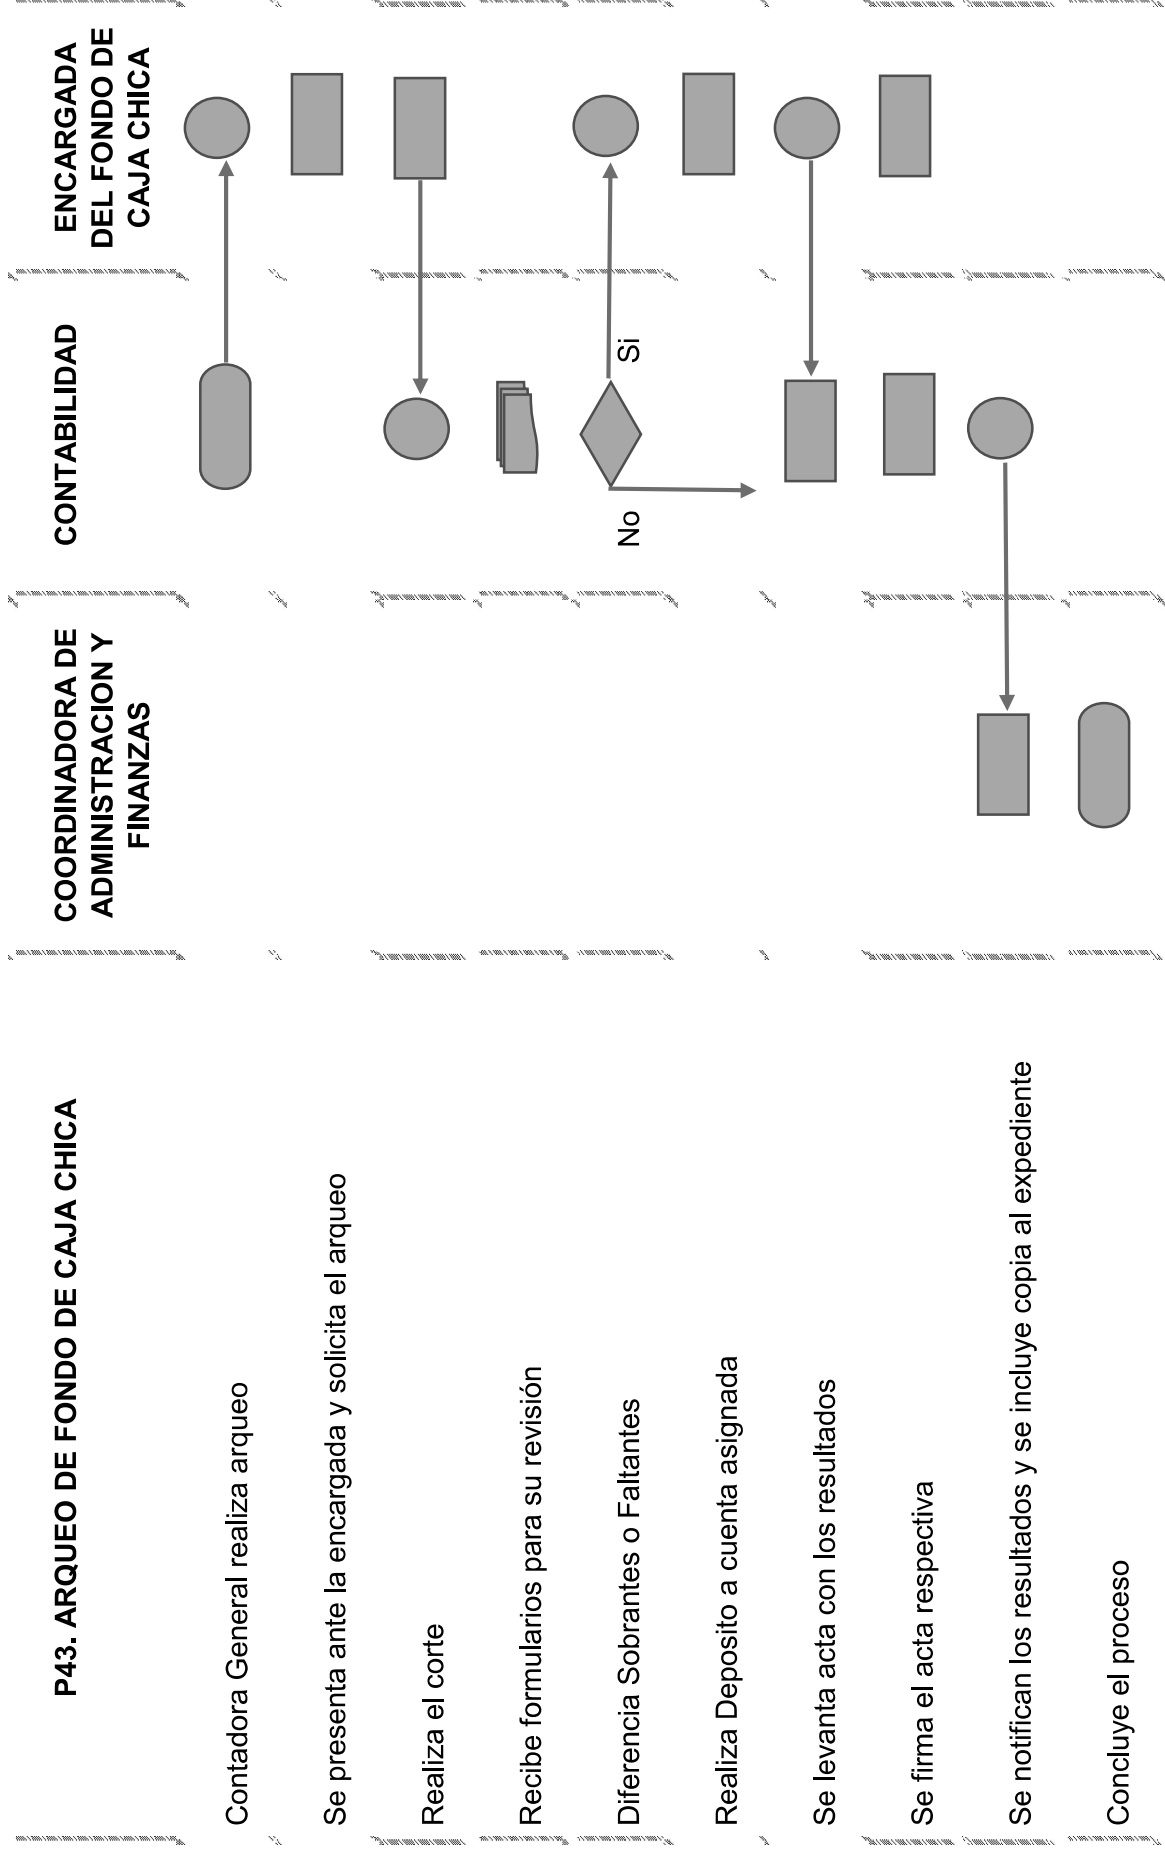 P43. ARQUEO DE FONDO DE CAJA CHICA
COORDINADORA DE
ADMINISTRACION Y
FINANZAS
CONTABILIDAD
ENCARGADA
DEL FONDO DE
CAJA CHICA
Contadora General realiza arqueo
Se presenta ante la encargada y solicita el arqueo
Realiza el corte
Recibe formularios para su revisión
Diferencia Sobrantes o Faltantes
No
Si
Realiza Deposito a cuenta asignada
Se levanta acta con los resultados
Se firma el acta respectiva
Se notifican los resultados y se incluye copia al expediente
Concluye el proceso